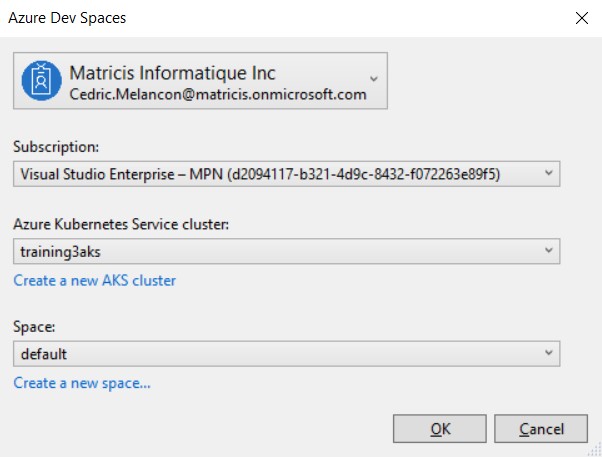 Azure Dev Spaces
Matricis Informatique Inc
Cedric.Melancon@matricis.onmicrosoft.com
Subscription:
Visual Studio Enterprise – MPN (d2094117-b321-4d9c-8432-f072263e89f5)
Azure Kubernetes Service cluster:
training3aks
Create a new AKS cluster
Space:
default
Create a new space...
OK
Cancel